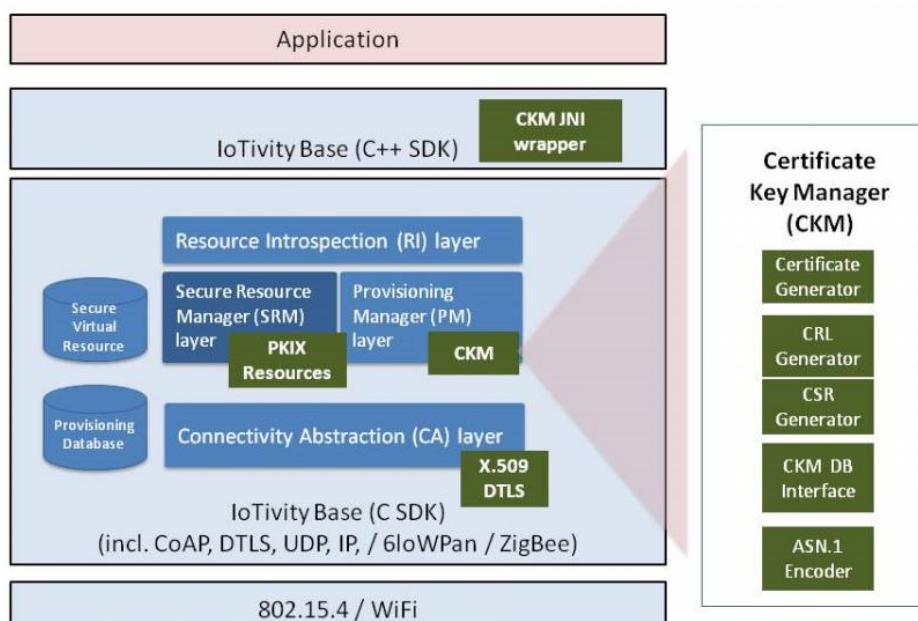 Application
IoTivity Base (C++ SDK)
CKM JNI
wrapper
Resource Introspection (RI) layer
Secure
Virtual
Resource
Secure Resource
Manager (SRM)
layer
PKIX
Resources
Provisioning
Manager (PM)
layer
CKM
Provisioning
Database
Connectivity Abstraction (CA) layer
X.509
DTLS
IoTivity Base (C SDK)
(incl. CoAP, DTLS, UDP, IP, / 6loWPan / ZigBee)
802.15.4 / WiFi
Certificate
Key Manager
(CKM)
Certificate
Generator
CRL
Generator
CSR
Generator
CKM DB
Interface
ASN.1
Encoder